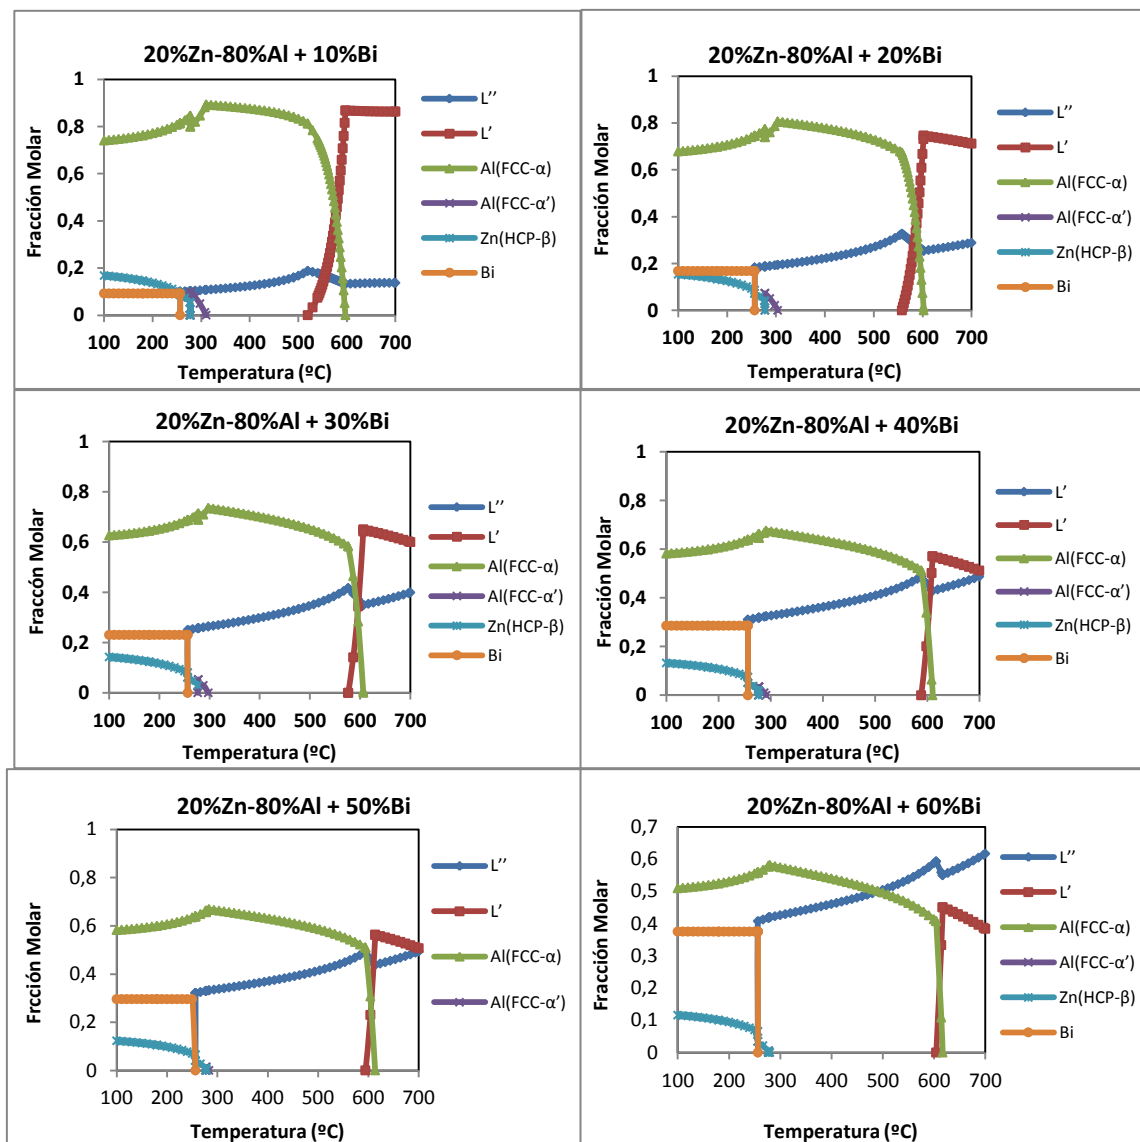 20%Zn-80%Al + 10%Bi
Fracción Molar
1
0,8
0,6
0,4
0,2
0
100 200 300 400 500 600 700
Temperatura (ºC)
L’’
L’
Al(FCC-α)
Al(FCC-α’)
Zn(HCP-β)
Bi
20%Zn-80%Al + 20%Bi
Fracción Molar
1
0,8
0,6
0,4
0,2
0
100 200 300 400 500 600 700
Temperatura (ºC)
L’’
L’
Al(FCC-α)
Al(FCC-α’)
Zn(HCP-β)
Bi
20%Zn-80%Al + 30%Bi
Fraccón Molar
1
0,8
0,6
0,4
0,2
0
100 200 300 400 500 600 700
Temperatura (ºC)
L’’
L’
Al(FCC-α)
Al(FCC-α’)
Zn(HCP-β)
Bi
20%Zn-80%Al + 40%Bi
Fracción Molar
1
0,8
0,6
0,4
0,2
0
100 200 300 400 500 600 700
Temperatura (ºC)
L’
L’
Al(FCC-α)
Al(FCC-α’)
Zn(HCP-β)
Bi
20%Zn-80%Al + 50%Bi
Frcción Molar
1
0,8
0,6
0,4
0,2
0
100 200 300 400 500 600 700
Temperatura (ºC)
L’’
L’
Al(FCC-α)
Al(FCC-α’)
20%Zn-80%Al + 60%Bi
Fracción Molar
0,7
0,6
0,5
0,4
0,3
0,2
0,1
0
100 200 300 400 500 600 700
Temperatura (ºC)
L’’
L’
Al(FCC-α)
Al(FCC-α’)
Zn(HCP-β)
Bi